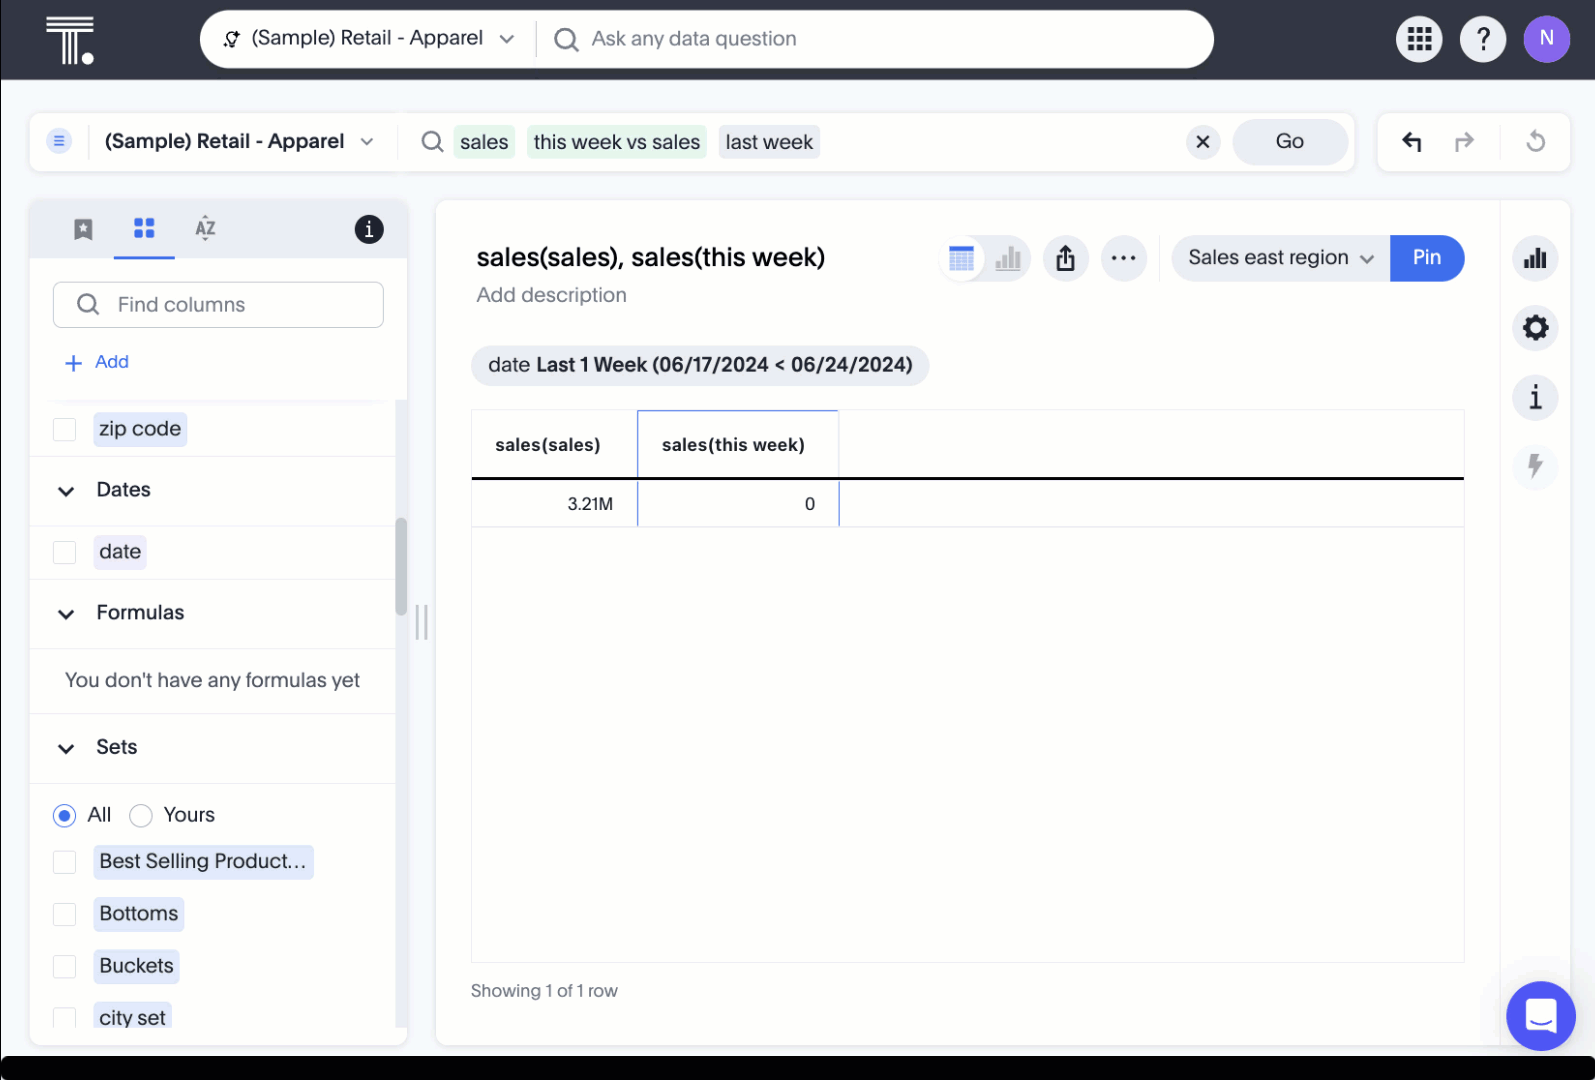 T.
(Sample) Retail - Apparel
Ask any data question
?
N
(Sample) Retail - Apparel
sales this week vs sales last week
Go
AZ
i
Find columns
+ Add
zip code
Dates
date
Formulas
You don't have any formulas yet
Sets
All Yours
Best Selling Product...
Bottoms
Buckets
city set
sales(sales), sales(this week)
Add description
Sales east region
Pin
date Last 1 Week (06/17/2024 < 06/24/2024)
sales(sales) sales(this week)
3.21M 0
Showing 1 of 1 row
i